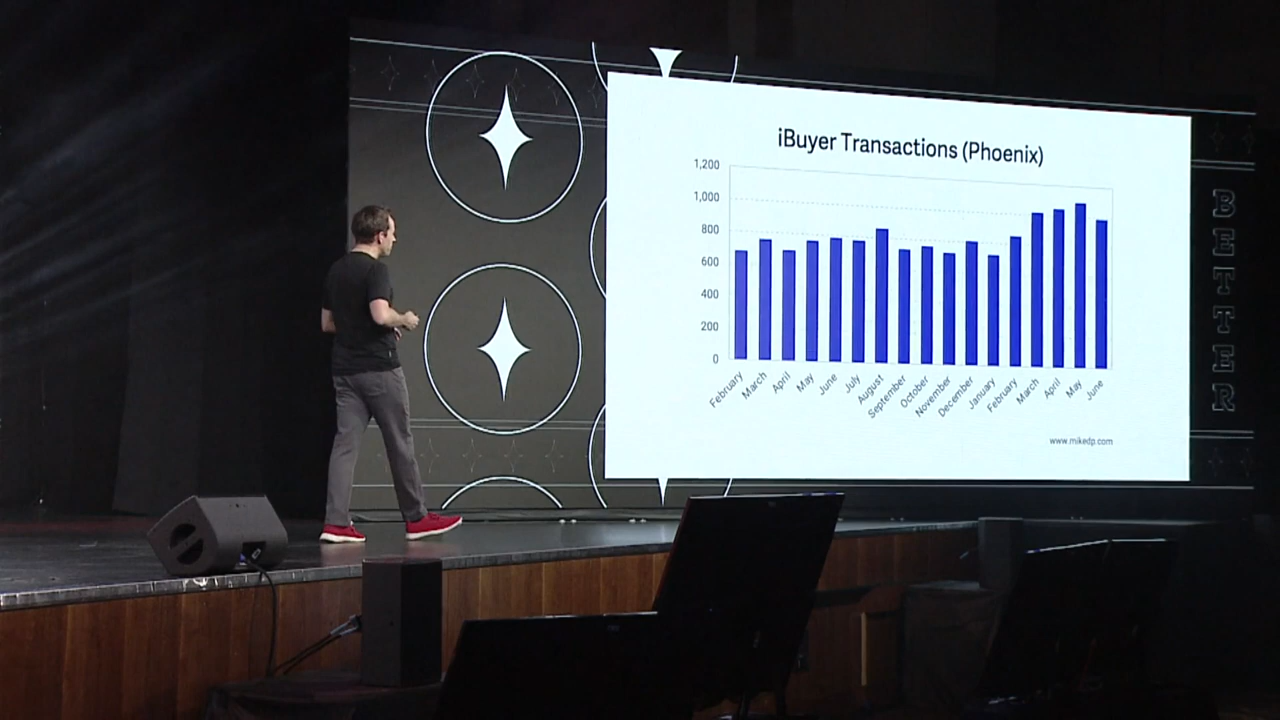 iBuyer Transactions (Phoenix)
1,200
1,000
800
600
400
200
0
February
March
April
May
June
July
August
September
October
November
December
January
February
March
April
May
June
www.mikedp.com
BETTER